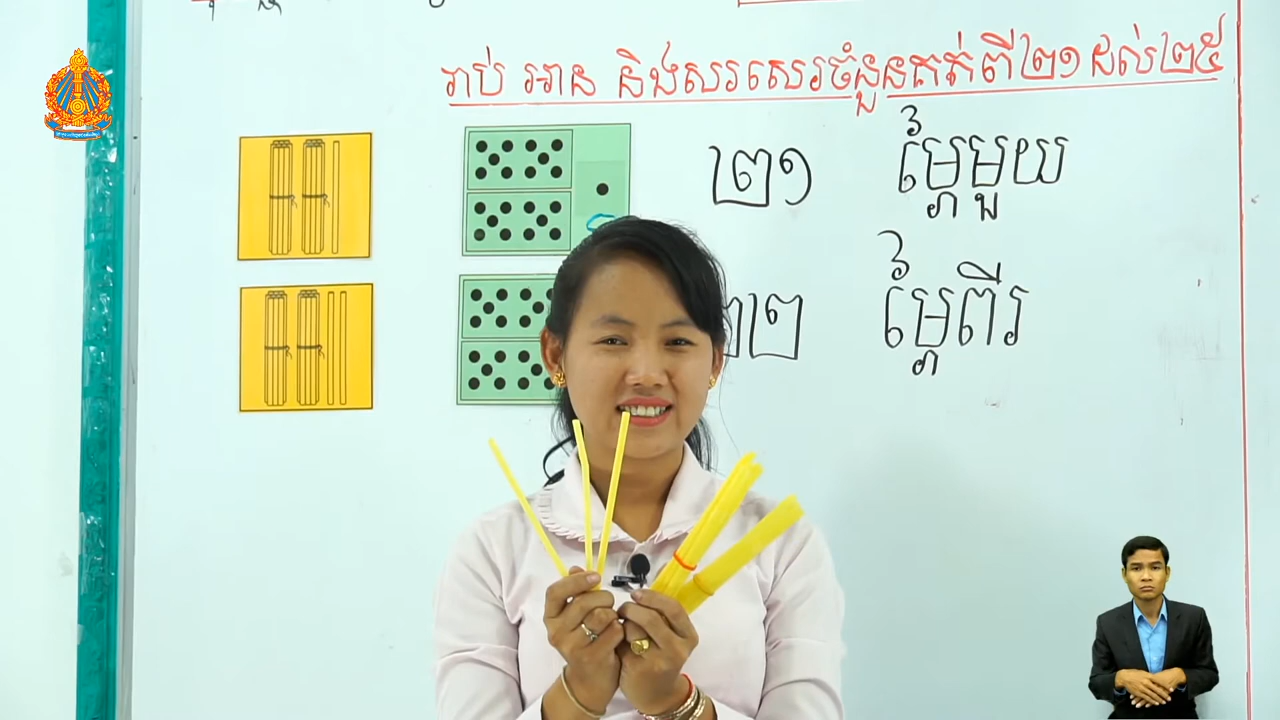 រាប់ អាន និងសរសេរចំនួនគត់ពី២១ ដល់២៥
២១ ម្ភៃមួយ
២២ ម្ភៃពីរ